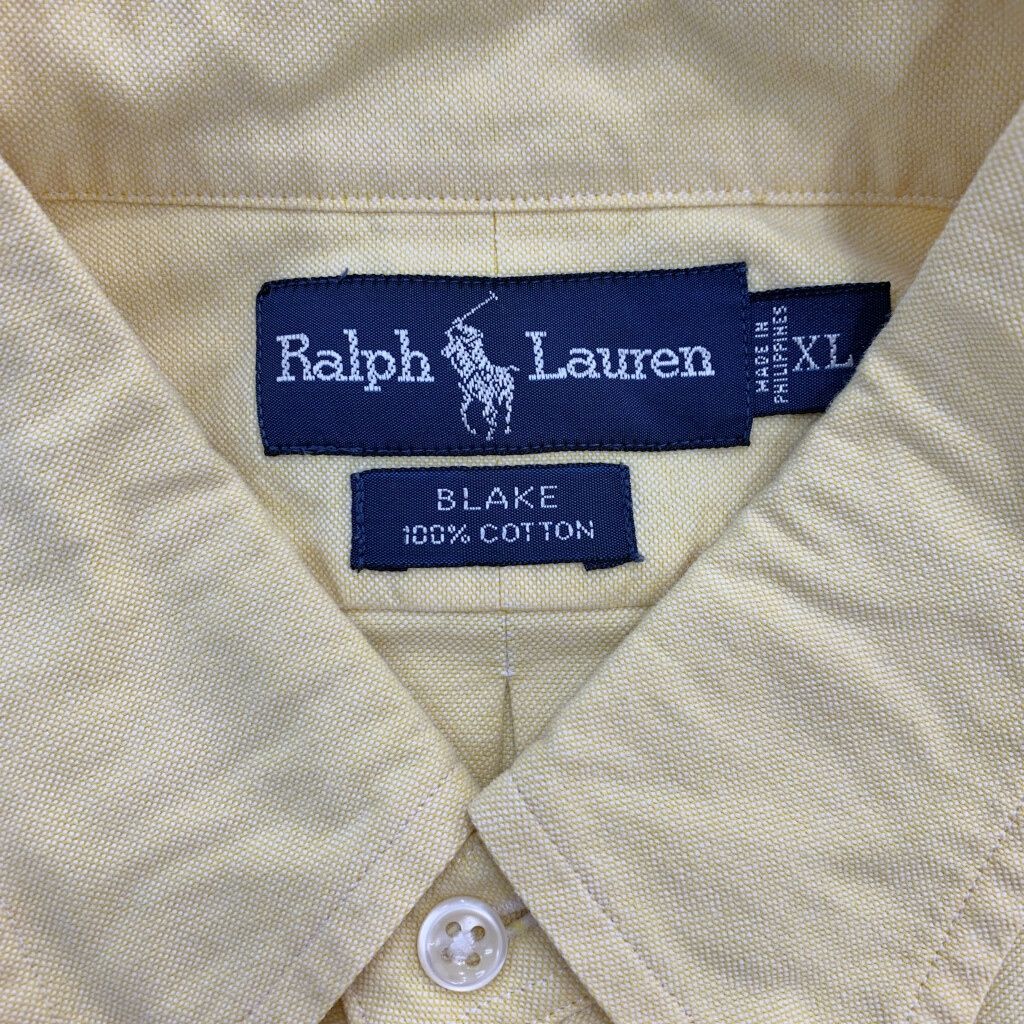 Ralph Lauren
MADE IN
PHILIPPINES
XL
BLAKE
100% COTTON